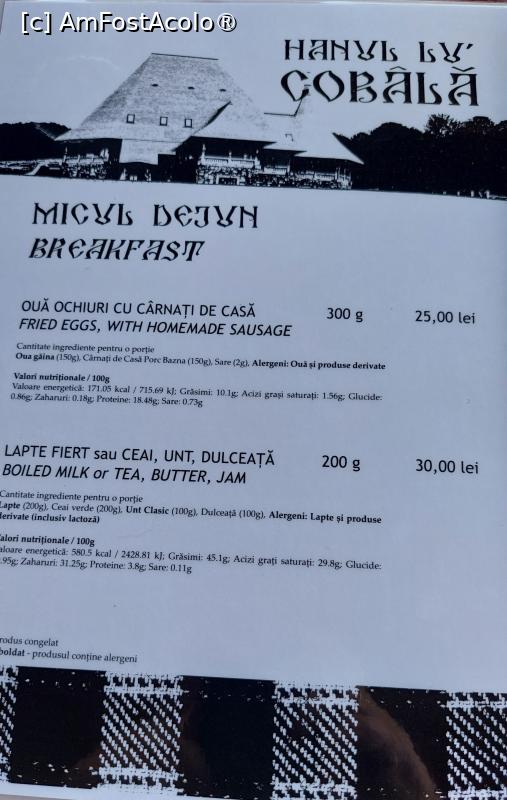 [c] AmFostAcolo®
HANUL LU'
COBÂLĂ
MICUL DEJUN
BREAKFAST
OUĂ OCHIURI CU CÂRNAȚI DE CASĂ 300 g 25,00 lei
FRIED EGGS, WITH HOMEMADE SAUSAGE
Cantitate ingrediente pentru o portie
Oua găina (150g), Cârnați de Casă Porc Bazna (150g), Sare (2g), Alergeni: Ouă și produse derivate
Valori nutriționale / 100g
Valoare energetică: 171.05 kcal / 715.69 kJ; Grăsimi: 10.1g; Acizi grași saturați: 1.56g; Glucide:
0.86g; Zaharuri: 0.18g; Proteine: 18.48g; Sare: 0.73g
LAPTE FIERT sau CEAI, UNT, DULCEAȚĂ 200 g 30,00 lei
BOILED MILK or TEA, BUTTER, JAM
Cantitate ingrediente pentru o portie
Lapte (200g), Ceai verde (200g), Unt Clasic (100g), Dulceață (100g), Alergeni: Lapte și produse
derivate (inclusiv lactoză)
Valori nutriționale / 100g
aloare energetică: 580.5 kcal / 2428.81 kJ; Grăsimi: 45.1g; Acizi grași saturați: 29.8g; Glucide:
.95g; Zaharuri: 31.25g; Proteine: 3.8g; Sare: 0.11g
rodus congelat
boldat - produsul conține alergeni